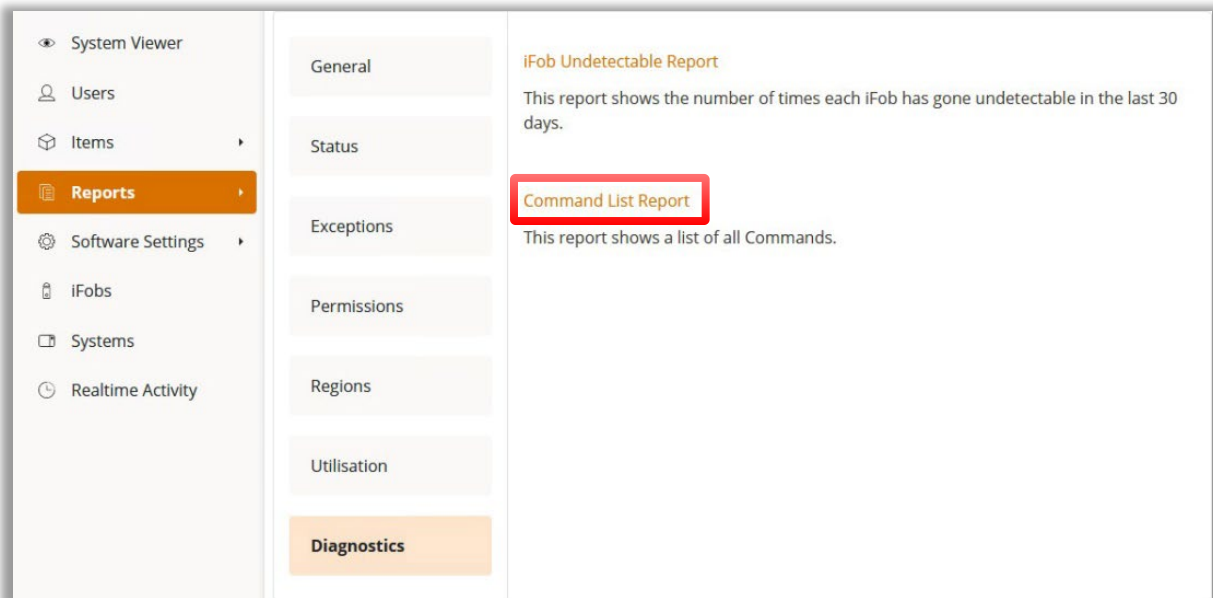 System Viewer
Users
Items
Reports
Software Settings
iFobs
Systems
Realtime Activity
General
Status
Exceptions
Permissions
Regions
Utilisation
Diagnostics
iFob Undetectable Report
This report shows the number of times each iFob has gone undetectable in the last 30
days.
Command List Report
This report shows a list of all Commands.